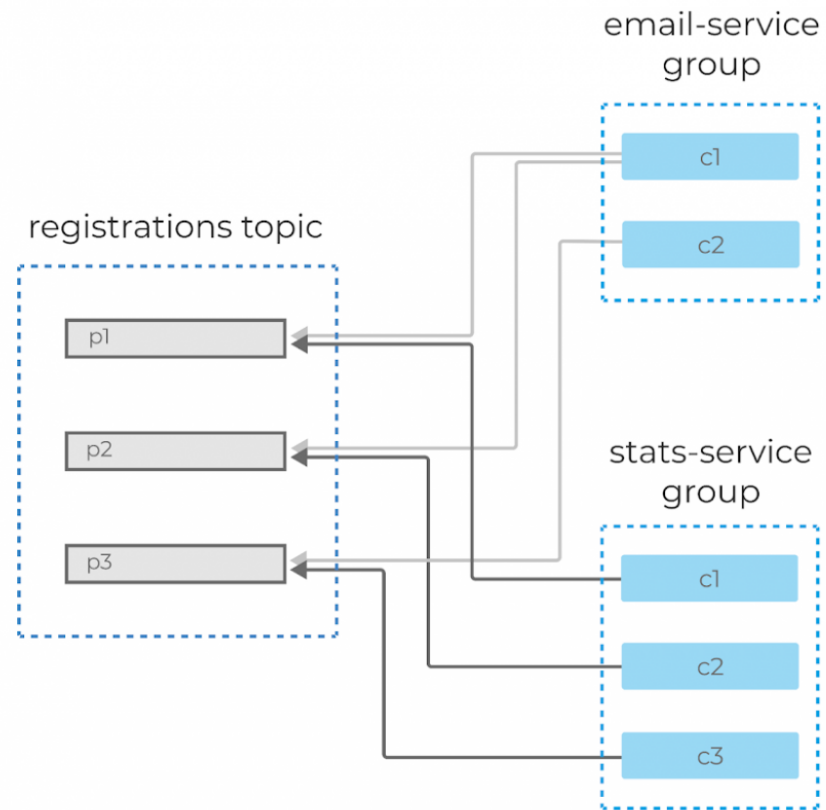 email-service
group
c1
c2
registrations topic
p1
p2
p3
stats-service
group
c1
c2
c3